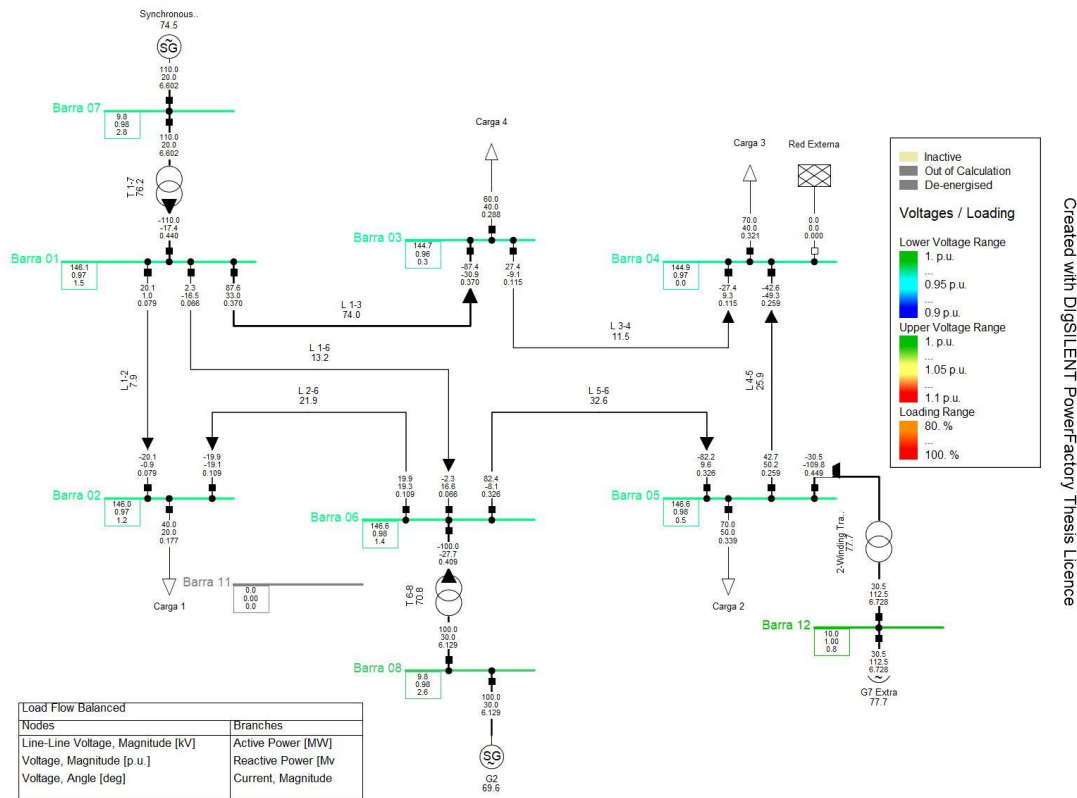 Synchronous..
74.5
SG
110.0
20.0
6.602
Barra 07
9.8
0.98
2.8
110.0
20.0
6.602
T 1-7
76.2
-110.0
-17.4
0.440
Barra 01
146.1
0.97
1.5
20.1
1.0
0.079
2.3
-16.5
0.066
87.6
33.0
0.370
L 1-3
74.0
L 1-6
13.2
L 1-2
7.9
L 2-6
21.9
Carga 4
60.0
40.0
0.288
Barra 03
144.7
0.96
0.3
-87.4
-30.9
0.370
27.4
-9.1
0.115
L 3-4
11.5
Carga 3
Red Externa
70.0
40.0
0.321
0.0
0.0
0.000
Barra 04
144.9
0.97
0.0
-27.4
9.3
0.115
-42.6
-49.3
0.259
L 4-5
25.9
L 5-6
32.6
-20.1
-0.9
0.079
-19.9
-19.1
0.109
Barra 02
146.0
0.97
1.2
40.0
20.0
0.177
Carga 1
19.9
19.3
0.109
-2.3
16.6
0.066
82.4
-8.1
0.326
Barra 06
146.6
0.98
1.4
-100.0
-27.7
0.409
Barra 11
0.0
0.00
0.0
T 6-8
70.8
100.0
30.0
6.129
Barra 08
9.8
0.98
2.6
100.0
30.0
6.129
SG
G2
69.6
-82.2
9.6
0.326
42.7
50.2
0.259
-30.5
-109.8
0.449
Barra 05
146.6
0.98
0.5
70.0
50.0
0.339
Carga 2
2-Winding Tra..
77.7
30.5
112.5
6.728
Barra 12
10.0
1.00
0.8
30.5
112.5
6.728
G7 Extra
77.7
Inactive
Out of Calculation
De-energised
Voltages / Loading
Lower Voltage Range
1. p.u.
...
0.95 p.u.
...
0.9 p.u.
Upper Voltage Range
1. p.u.
...
1.05 p.u.
...
1.1 p.u.
Loading Range
80. %
...
100. %
Created with DIgSILENT PowerFactory Thesis Licence
Load Flow Balanced
Nodes Branches
Line-Line Voltage, Magnitude [kV] Active Power [MW]
Voltage, Magnitude [p.u.] Reactive Power [Mv
Voltage, Angle [deg] Current, Magnitude